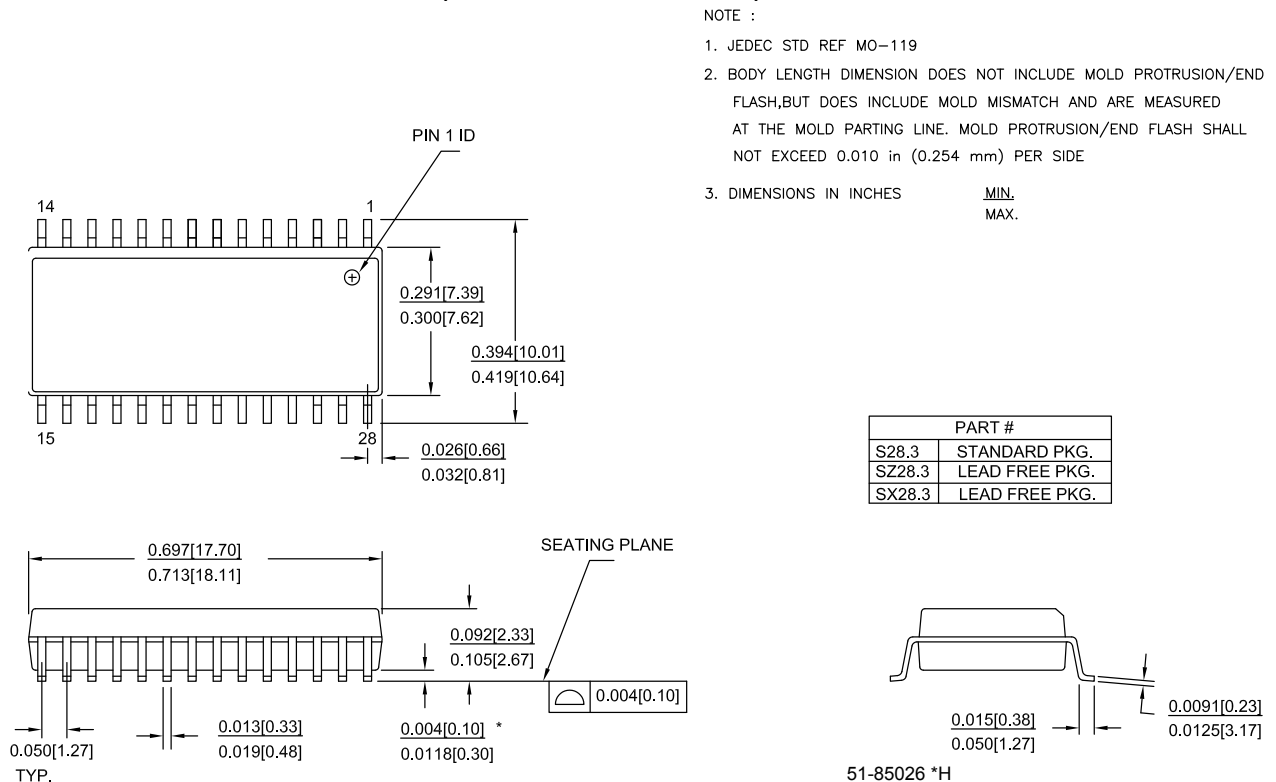 NOTE :
1. JEDEC STD REF MO-119
2. BODY LENGTH DIMENSION DOES NOT INCLUDE MOLD PROTRUSION/END
FLASH,BUT DOES INCLUDE MOLD MISMATCH AND ARE MEASURED
AT THE MOLD PARTING LINE. MOLD PROTRUSION/END FLASH SHALL
NOT EXCEED 0.010 in (0.254 mm) PER SIDE
3. DIMENSIONS IN INCHES MIN.
MAX.
PIN 1 ID
14 1
0.291[7.39]
0.300[7.62]
0.394[10.01]
0.419[10.64]
15 28
0.026[0.66]
0.032[0.81]
PART #
S28.3 STANDARD PKG.
SZ28.3 LEAD FREE PKG.
SX28.3 LEAD FREE PKG.
0.697[17.70]
0.713[18.11]
SEATING PLANE
0.092[2.33]
0.105[2.67]
0.004[0.10]
0.050[1.27]
TYP.
0.013[0.33]
0.019[0.48]
0.004[0.10] *
0.0118[0.30]
0.015[0.38]
0.050[1.27]
0.0091[0.23]
0.0125[3.17]
51-85026 *H